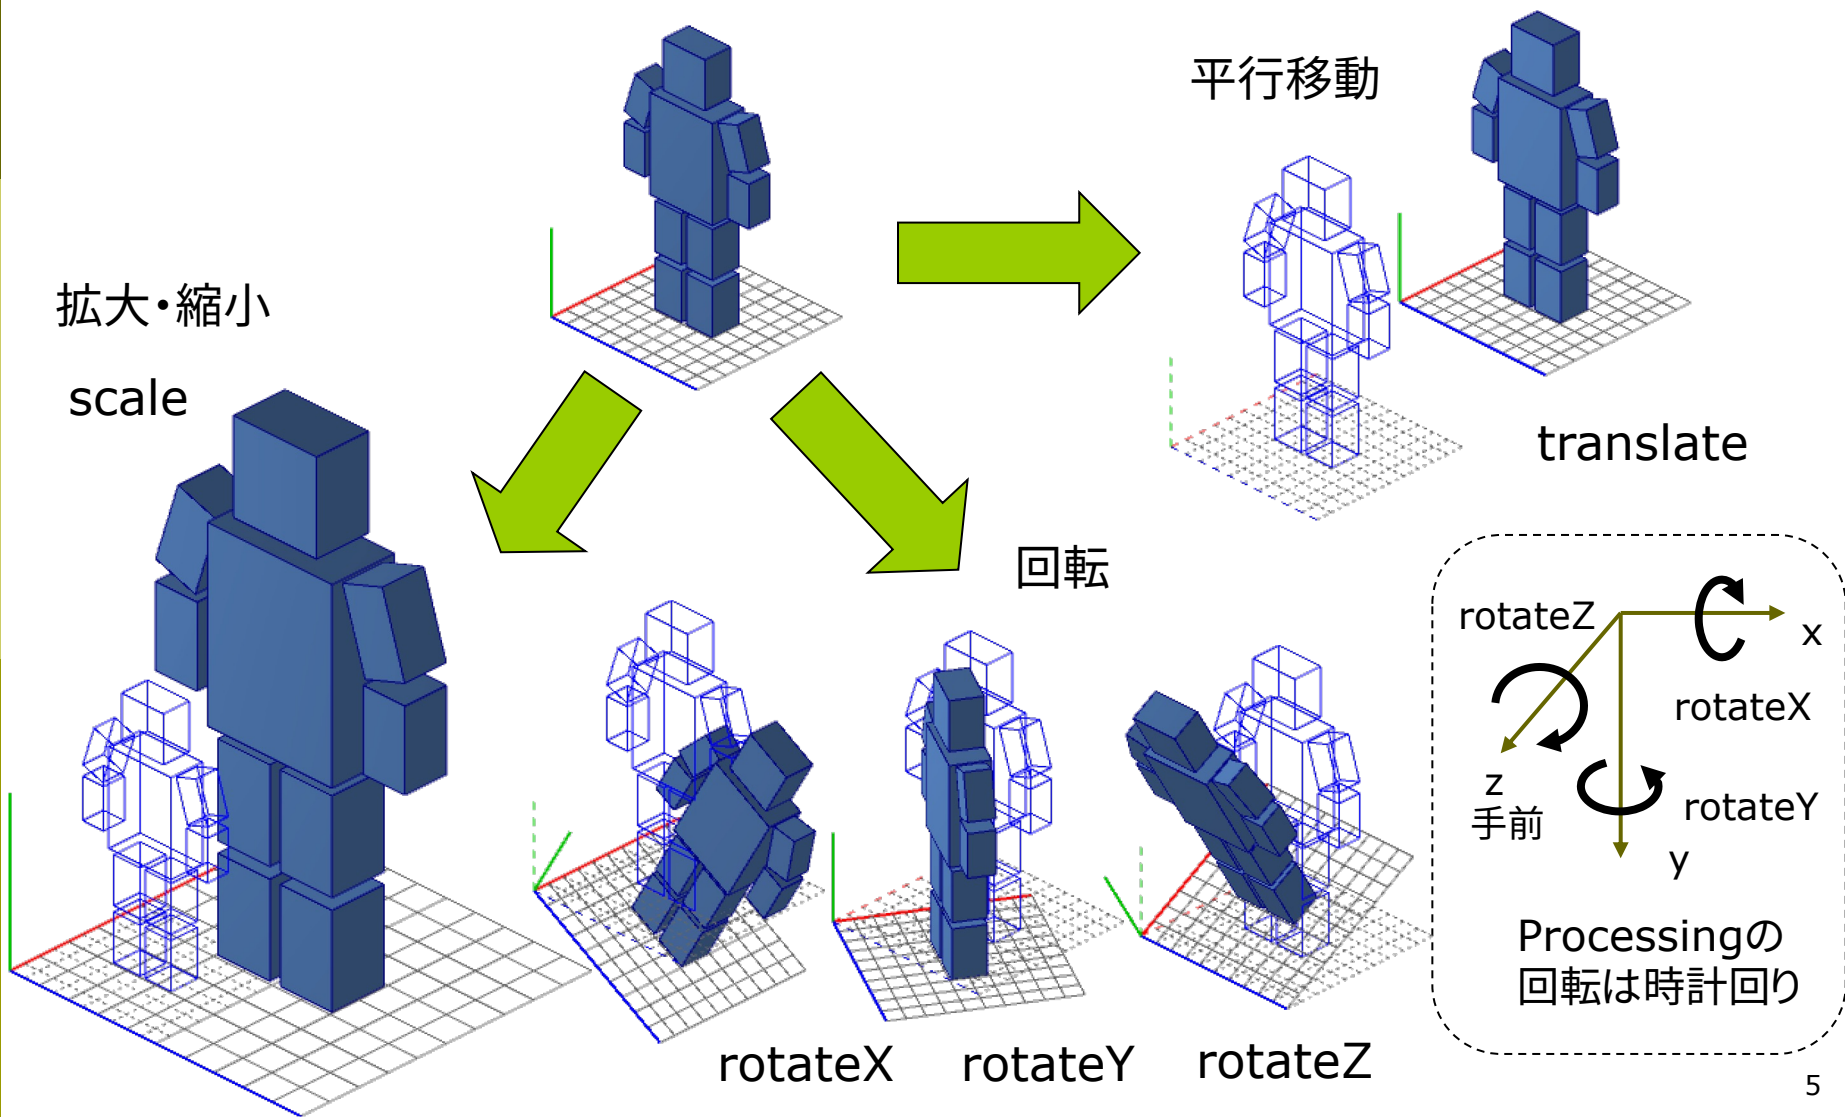 平行移動
拡大・縮小
scale
translate
回転
rotateZ
x
rotateX
z
手前
rotateY
y
Processingの
回転は時計回り
rotateX
rotateY
rotateZ
5